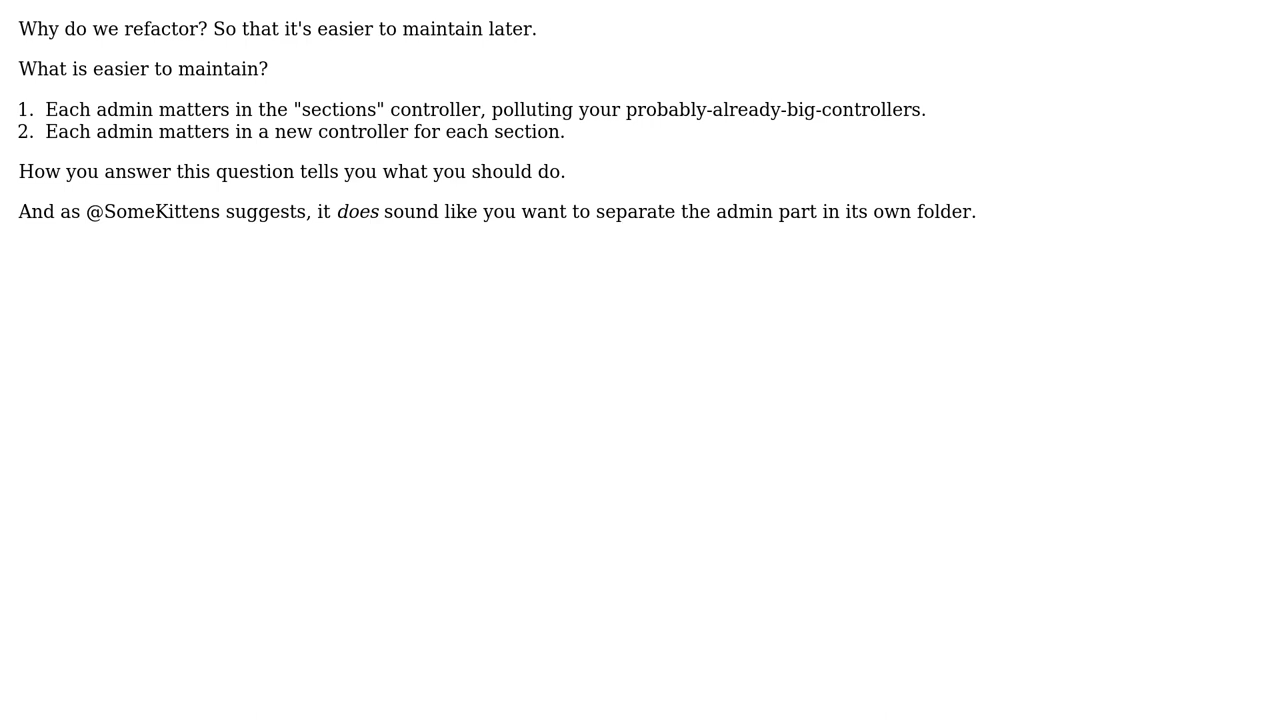 Why do we refactor? So that it's easier to maintain later.
What is easier to maintain?
1. Each admin matters in the "sections" controller, polluting your probably-already-big-controllers.
2. Each admin matters in a new controller for each section.
How you answer this question tells you what you should do.
And as @SomeKittens suggests, it does sound like you want to separate the admin part in its own folder.